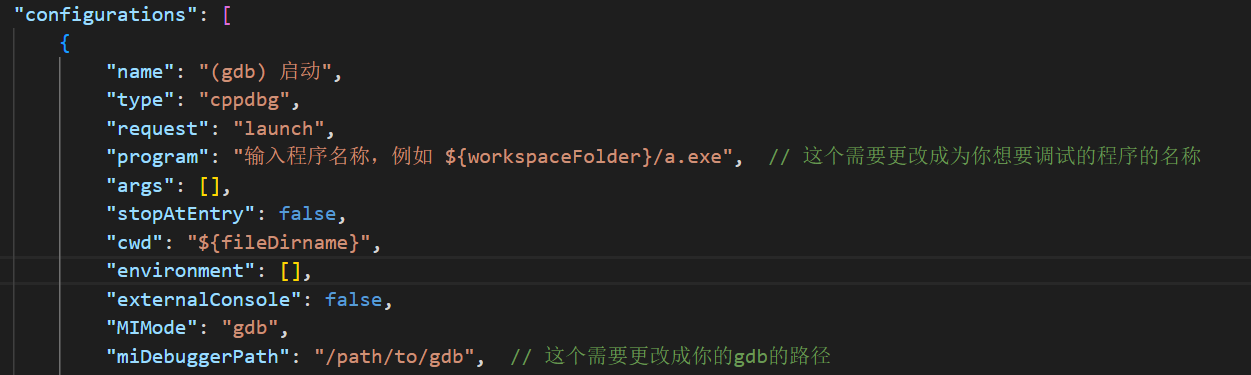 "configurations": [
{
"name": "(gdb) 启动",
"type": "cppdbg",
"request": "launch",
"program": "输入程序名称，例如 ${workspaceFolder}/a.exe",  // 这个需要更改成为你想要调试的程序的名称
"args": [],
"stopAtEntry": false,
"cwd": "${fileDirname}",
"environment": [],
"externalConsole": false,
"MIMode": "gdb",
"miDebuggerPath": "/path/to/gdb",  // 这个需要更改成你的gdb的路径